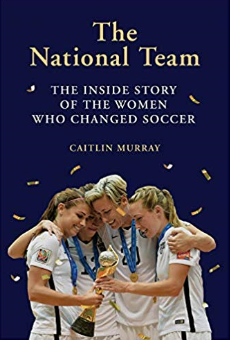 The
National Team
THE INSIDE STORY
OF THE WOMEN
WHO CHANGED SOCCER
CAITLIN MURRAY